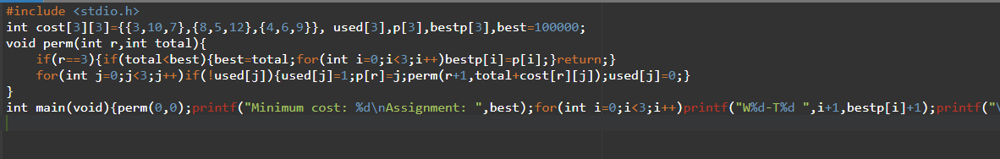 #include <stdio.h>
int cost[3][3]={{3,10,7},{8,5,12},{4,6,9}}, used[3],p[3],bestp[3],best=100000;
void perm(int r,int total){
    if(r==3){if(total<best){best=total;for(int i=0;i<3;i++)bestp[i]=p[i];}return;}
    for(int j=0;j<3;j++)if(!used[j]){used[j]=1;p[r]=j;perm(r+1,total+cost[r][j]);used[j]=0;}
}
int main(void){perm(0,0);printf("Minimum cost: %d\nAssignment: ",best);for(int i=0;i<3;i++)printf("W%d-T%d ",i+1,bestp[i]+1);printf("\